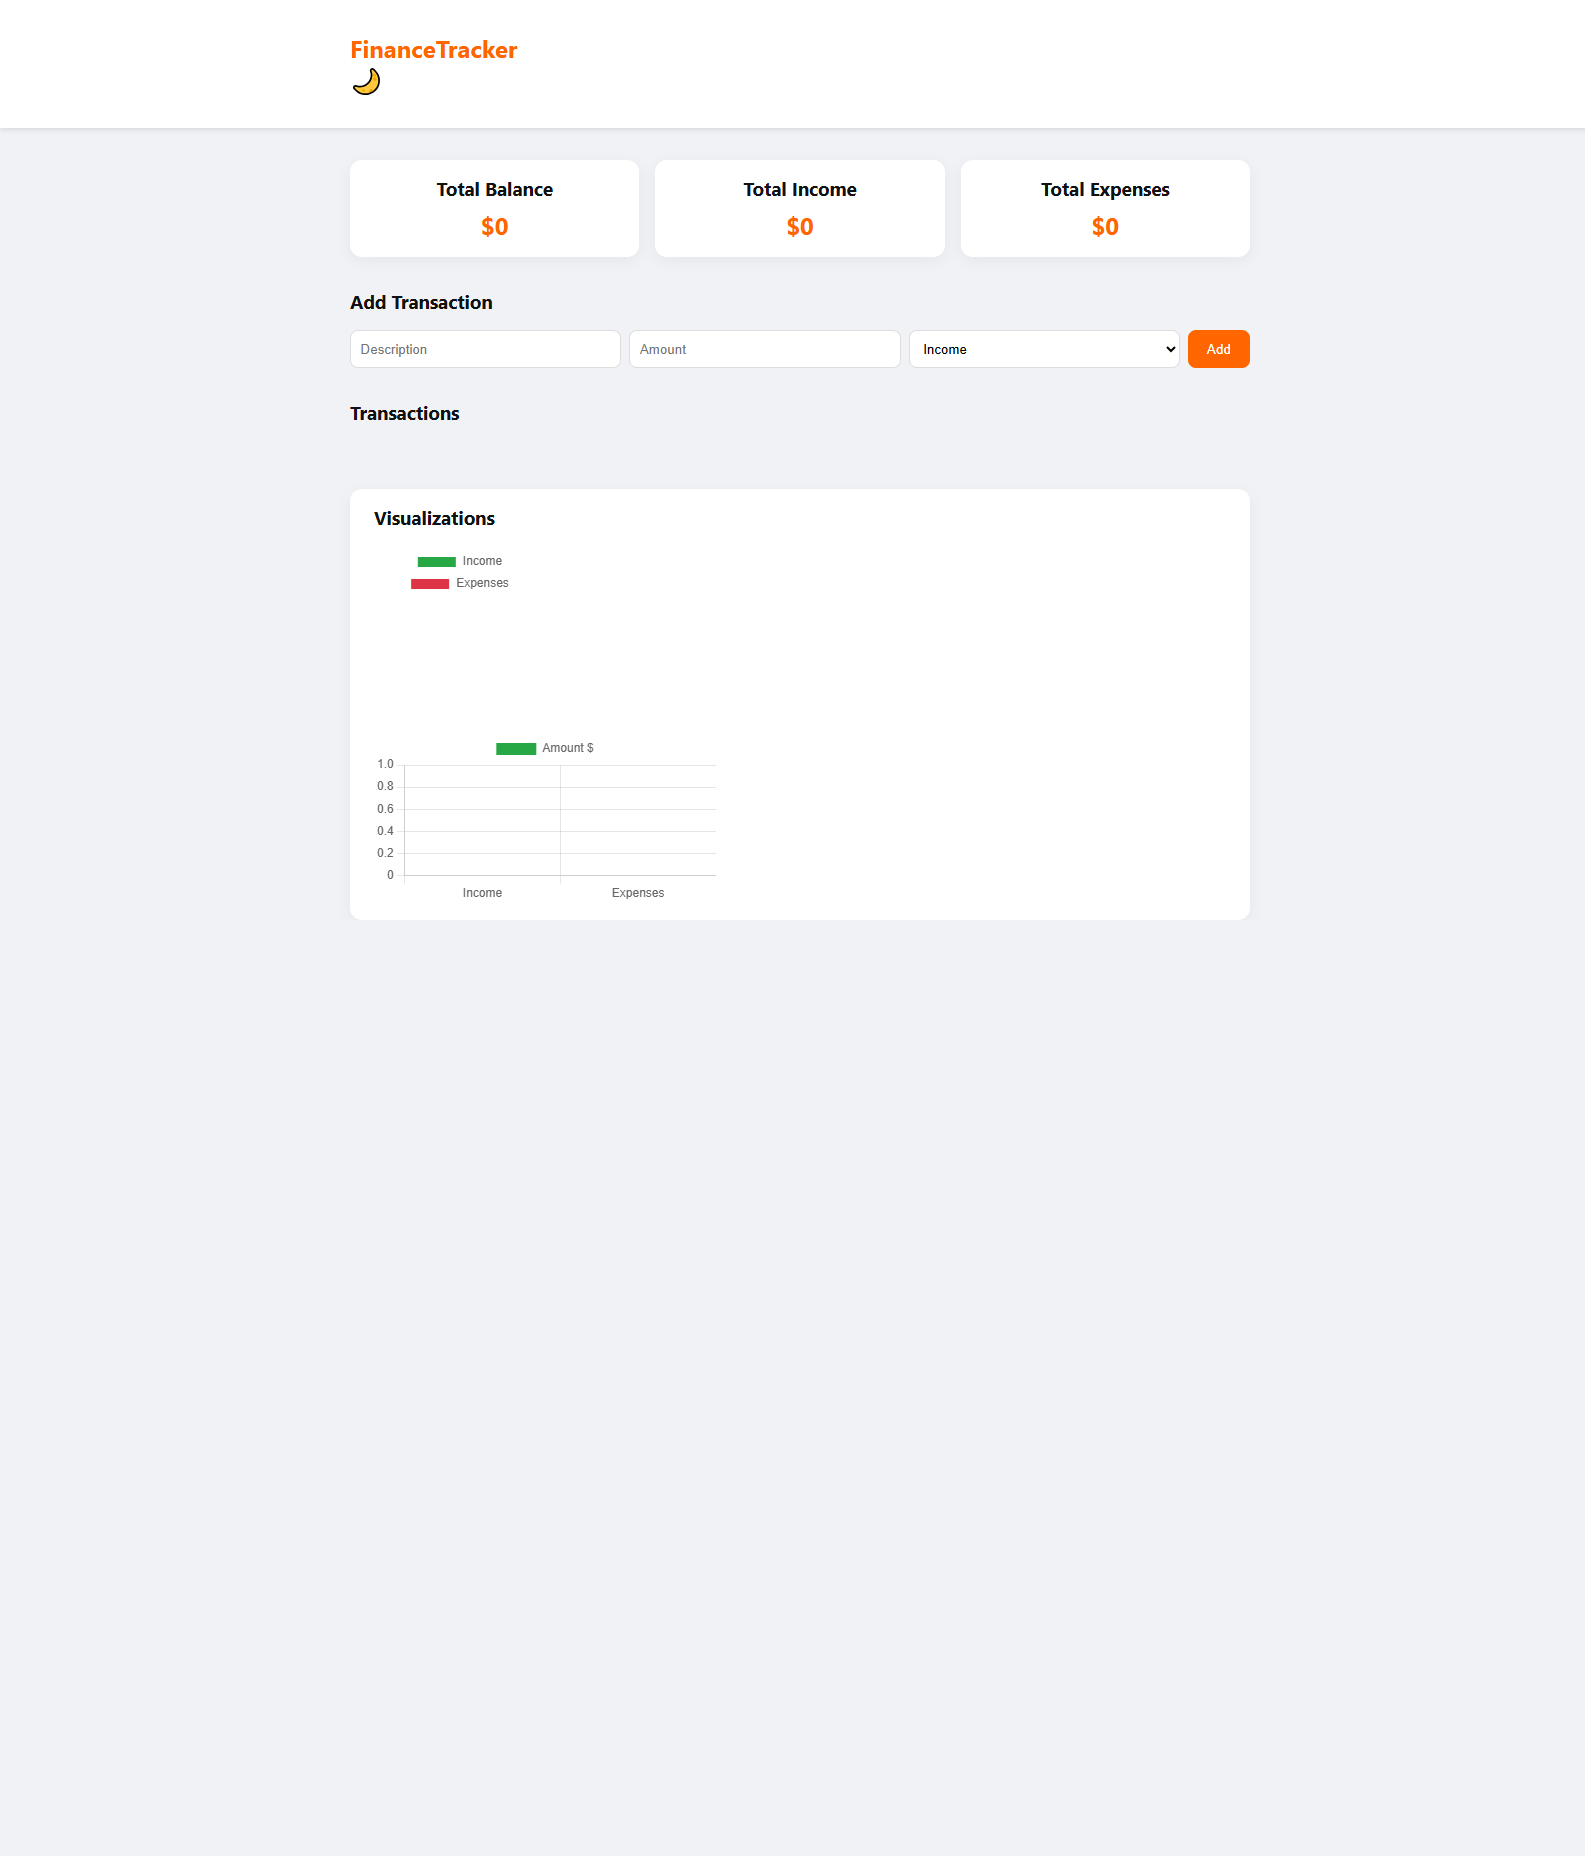 FinanceTracker
Total Balance
$0
Total Income
$0
Total Expenses
$0
Add Transaction
Description
Amount
Income
Add
Transactions
Visualizations
Income
Expenses
Amount $
1.0
0.8
0.6
0.4
0.2
0
Income
Expenses